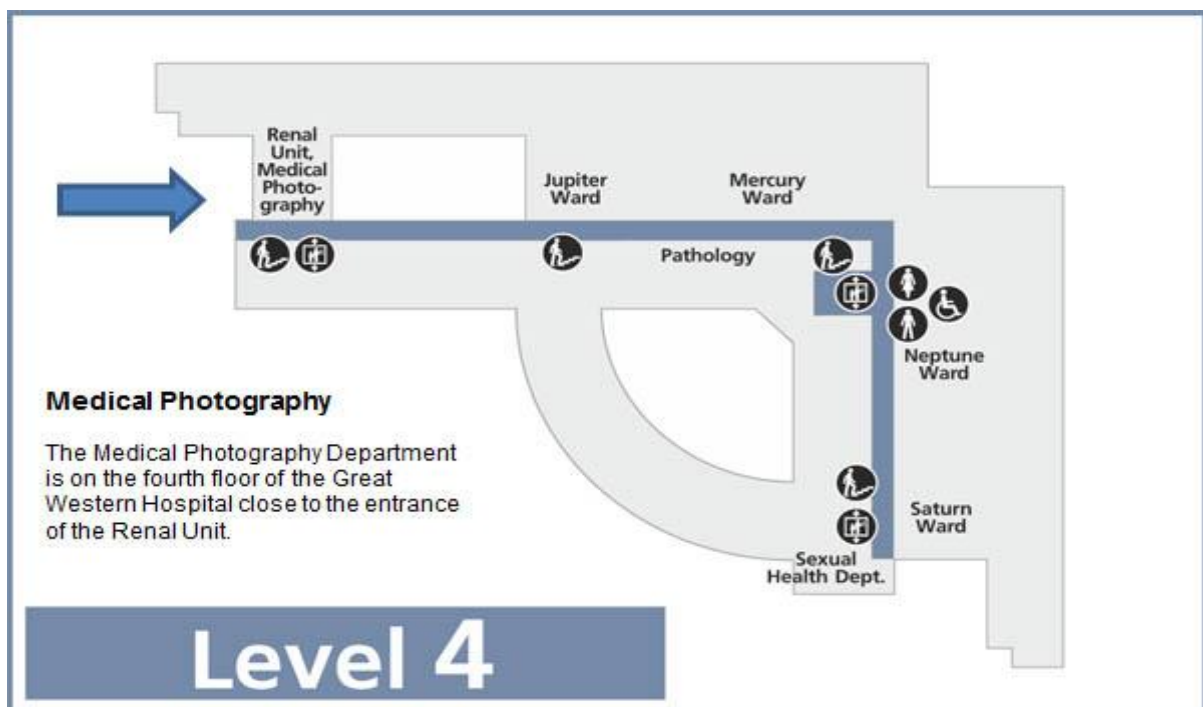 Renal
Unit,
Medical
Photo-
graphy
Jupiter
Ward
Mercury
Ward
Pathology
Neptune
Ward
Medical Photography
The Medical Photography Department
is on the fourth floor of the Great
Western Hospital close to the entrance
of the Renal Unit.
Saturn
Ward
Sexual
Health Dept.
Level 4